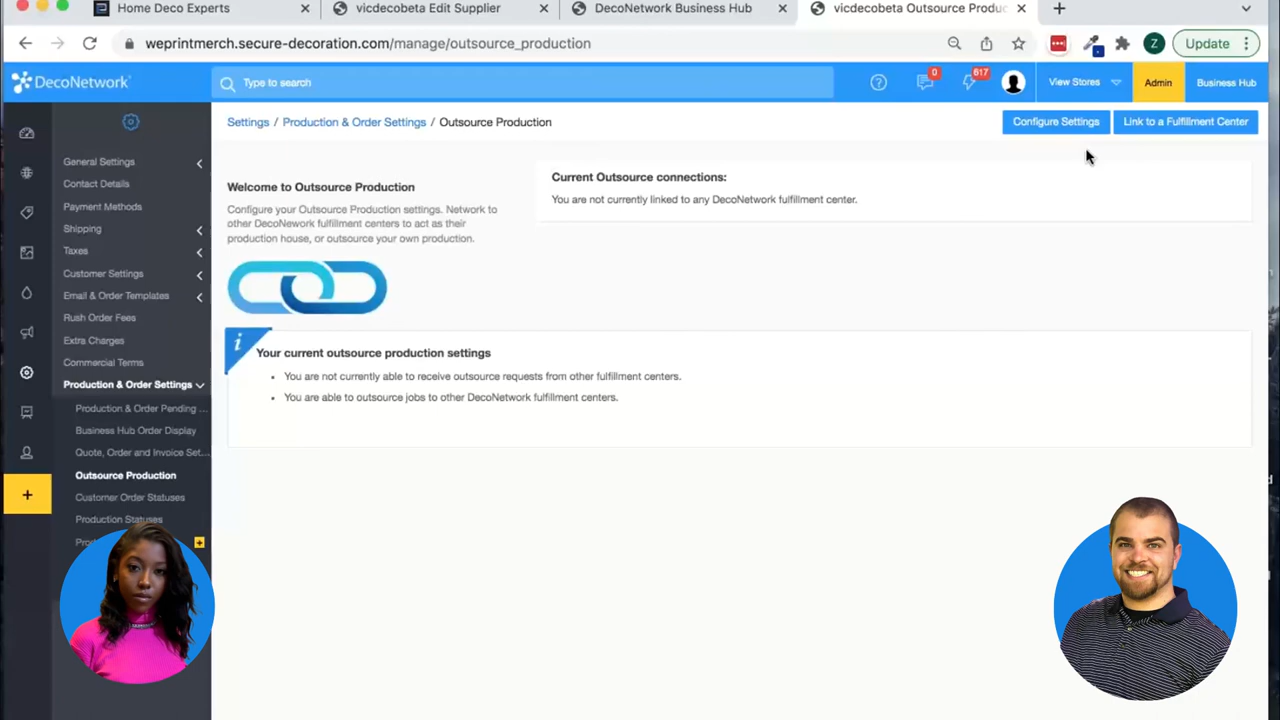 Home Deco Experts
vicdecobeta Edit Supplier
DecoNetwork Business Hub
vicdecobeta Outsource Produc
weprintmerch.secure-decoration.com/manage/outsource_production
Z
Update
DecoNetwork
Type to search
0
617
View Stores
Admin
Business Hub
Settings / Production & Order Settings / Outsource Production
Configure Settings
Link to a Fulfillment Center
General Settings
Contact Details
Payment Methods
Shipping
Taxes
Customer Settings
Email & Order Templates
Rush Order Fees
Extra Charges
Commercial Terms
Production & Order Settings
Production & Order Pending ...
Business Hub Order Display
Quote, Order and Invoice Set...
Outsource Production
Customer Order Statuses
Production Statuses
Welcome to Outsource Production
Configure your Outsource Production settings. Network to
other DecoNework fulfillment centers to act as their
production house, or outsource your own production.
Current Outsource connections:
You are not currently linked to any DecoNetwork fulfillment center.
Your current outsource production settings
• You are not currently able to receive outsource requests from other fulfillment centers.
• You are able to outsource jobs to other DecoNetwork fulfillment centers.